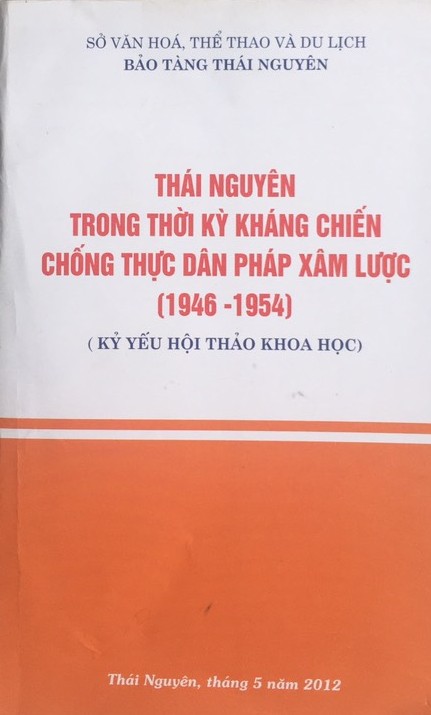 SỞ VĂN HOÁ, THỂ THAO VÀ DU LỊCH
BẢO TÀNG THÁI NGUYÊN
THÁI NGUYÊN
TRONG THỜI KỲ KHÁNG CHIẾN
CHỐNG THỰC DÂN PHÁP XÂM LƯỢC
(1946 -1954)
( KỶ YẾU HỘI THẢO KHOA HỌC)
Thái Nguyên, tháng 5 năm 2012